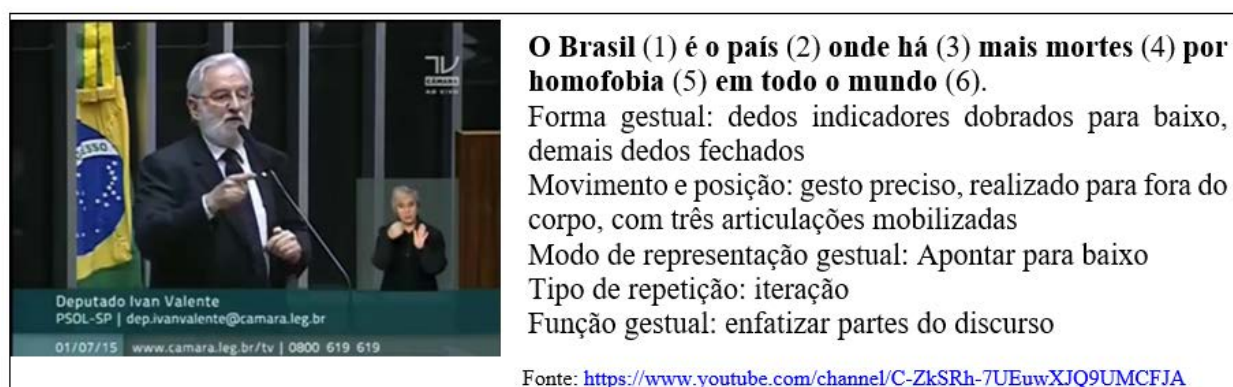 TV
CÂMARA
AO VIVO
Deputado Ivan Valente
PSOL-SP | dep.ivanvalente@camara.leg.br
01/07/15 www.camara.leg.br/tv | 0800 619 619
O Brasil (1) é o país (2) onde há (3) mais mortes (4) por
homofobia (5) em todo o mundo (6).
Forma gestual: dedos indicadores dobrados para baixo,
demais dedos fechados
Movimento e posição: gesto preciso, realizado para fora do
corpo, com três articulações mobilizadas
Modo de representação gestual: Apontar para baixo
Tipo de repetição: iteração
Função gestual: enfatizar partes do discurso
Fonte: https://www.youtube.com/channel/C-ZkSRh-7UEuwXJQ9UMCFJA